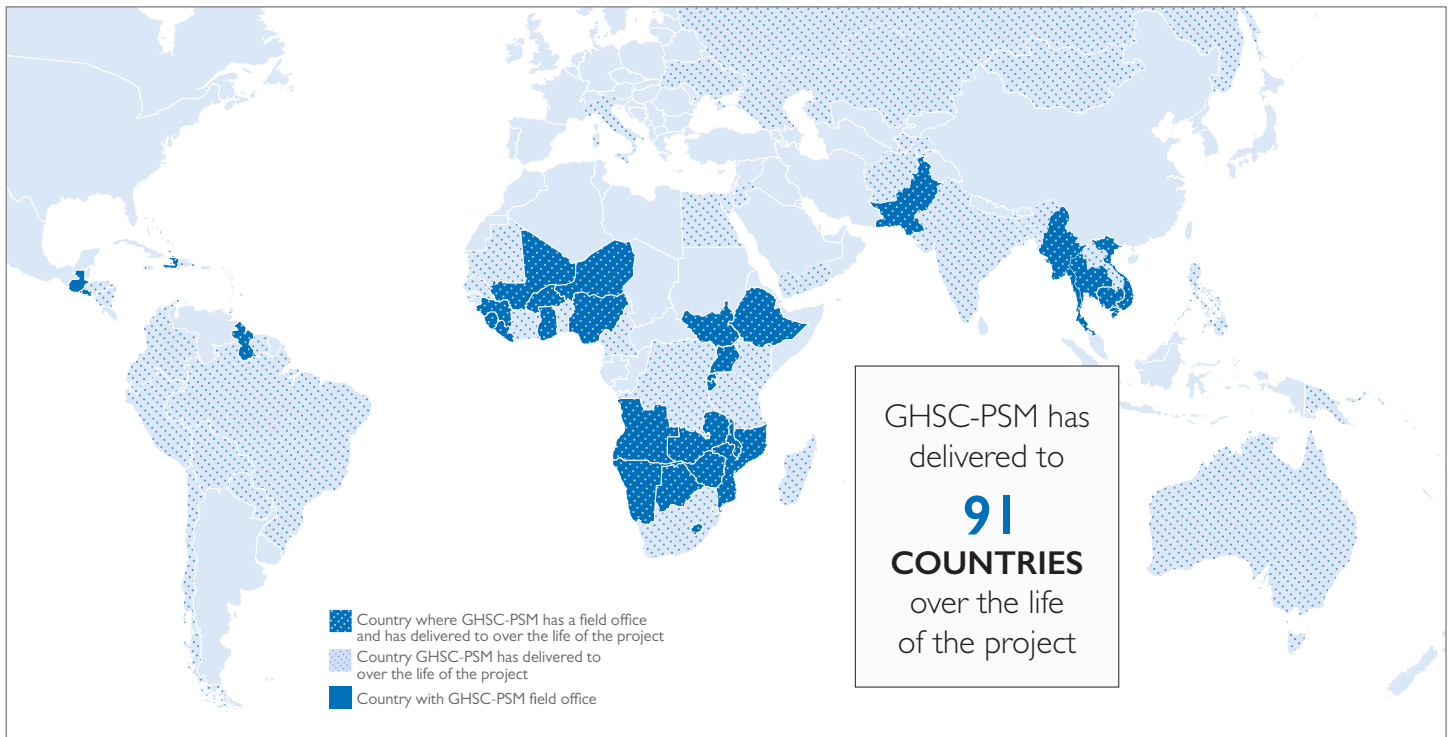 GHSC-PSM has
delivered to
91
COUNTRIES
over the life
of the project
Country where GHSC-PSM has a field office
and has delivered to over the life of the project
Country GHSC-PSM has delivered to
over the life of the project
Country with GHSC-PSM field office